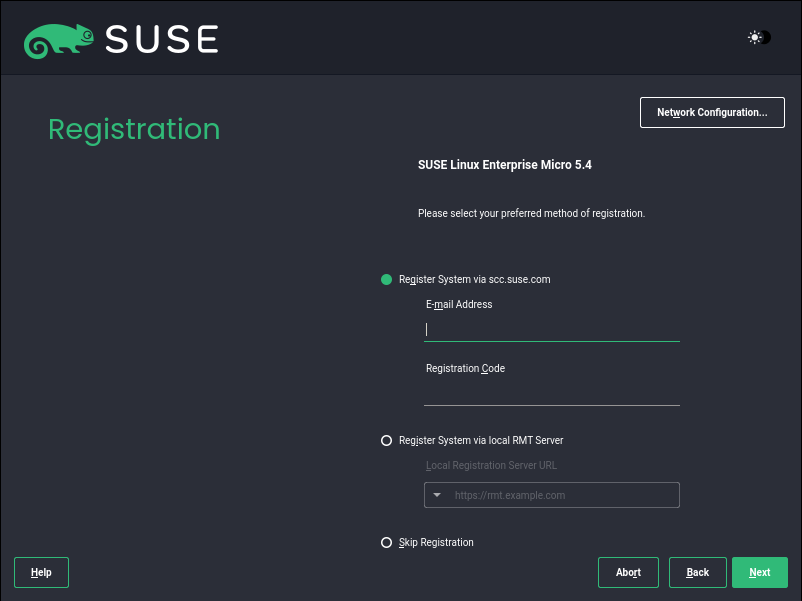 SUSE
Network Configuration...
Registration
SUSE Linux Enterprise Micro 5.4
Please select your preferred method of registration.
Register System via scc.suse.com
E-mail Address
Registration Code
Register System via local RMT Server
Local Registration Server URL
https://rmt.example.com
Skip Registration
Help
Abort
Back
Next